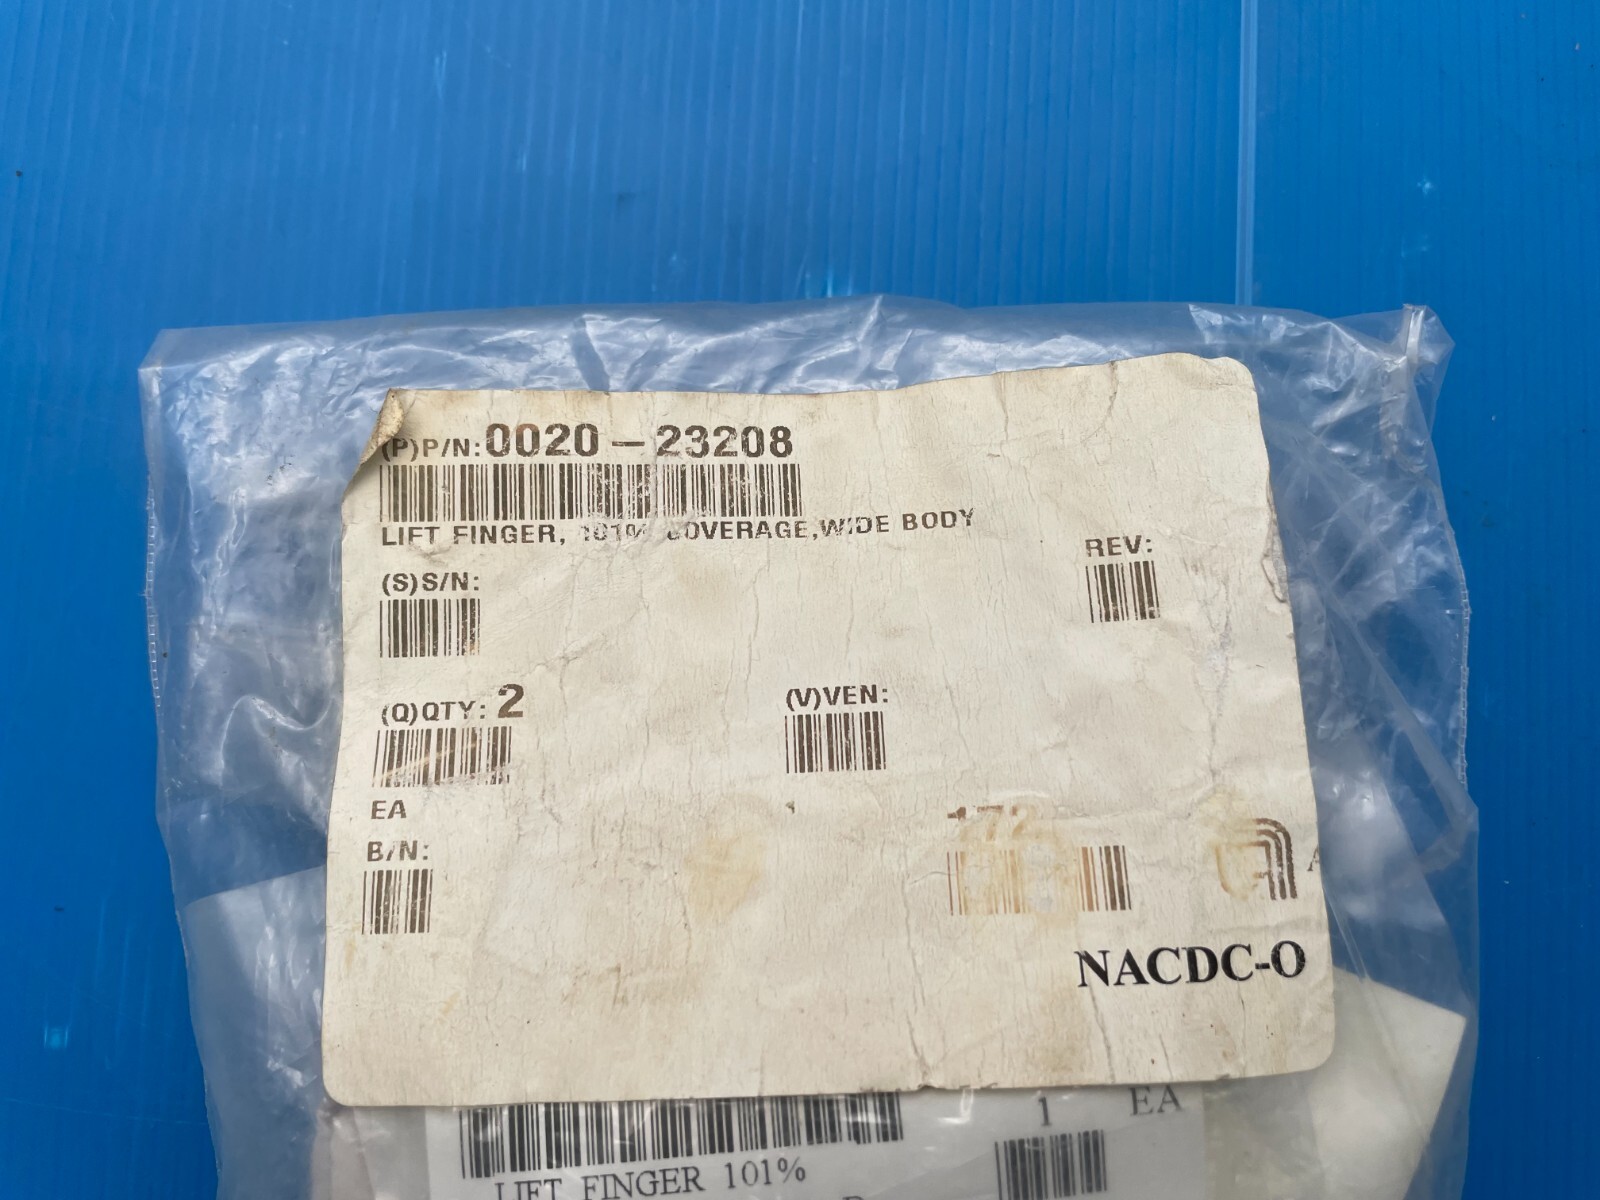 (P)P/N: 0020-23208
LIFT FINGER, 101% COVERAGE,WIDE BODY
REV:
(S)S/N:
(Q)QTY: 2
(V)VEN:
EA
172
B/N:
NACDC-O
1 EA
LIFT FINGER 101%